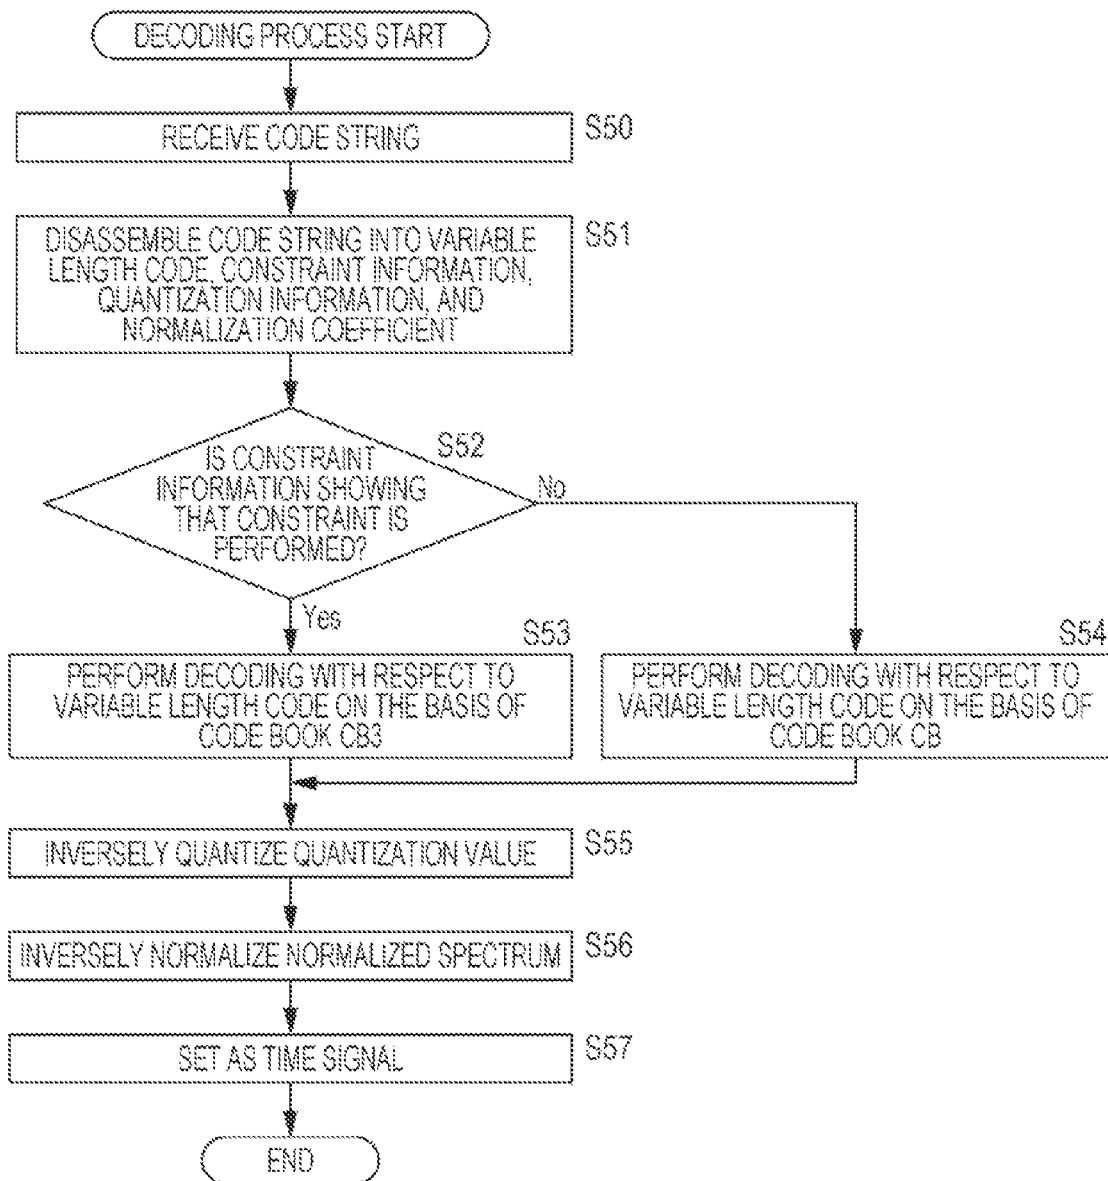 DECODING PROCESS START
RECEIVE CODE STRING
S50
DISASSEMBLE CODE STRING INTO VARIABLE
LENGTH CODE, CONSTRAINT INFORMATION,
QUANTIZATION INFORMATION, AND
NORMALIZATION COEFFICIENT
S51
S52
IS CONSTRAINT
INFORMATION SHOWING
THAT CONSTRAINT IS
PERFORMED?
No
Yes
S53
PERFORM DECODING WITH RESPECT TO
VARIABLE LENGTH CODE ON THE BASIS OF
CODE BOOK CB3
S54
PERFORM DECODING WITH RESPECT TO
VARIABLE LENGTH CODE ON THE BASIS OF
CODE BOOK CB
INVERSELY QUANTIZE QUANTIZATION VALUE
S55
INVERSELY NORMALIZE NORMALIZED SPECTRUM
S56
SET AS TIME SIGNAL
S57
END